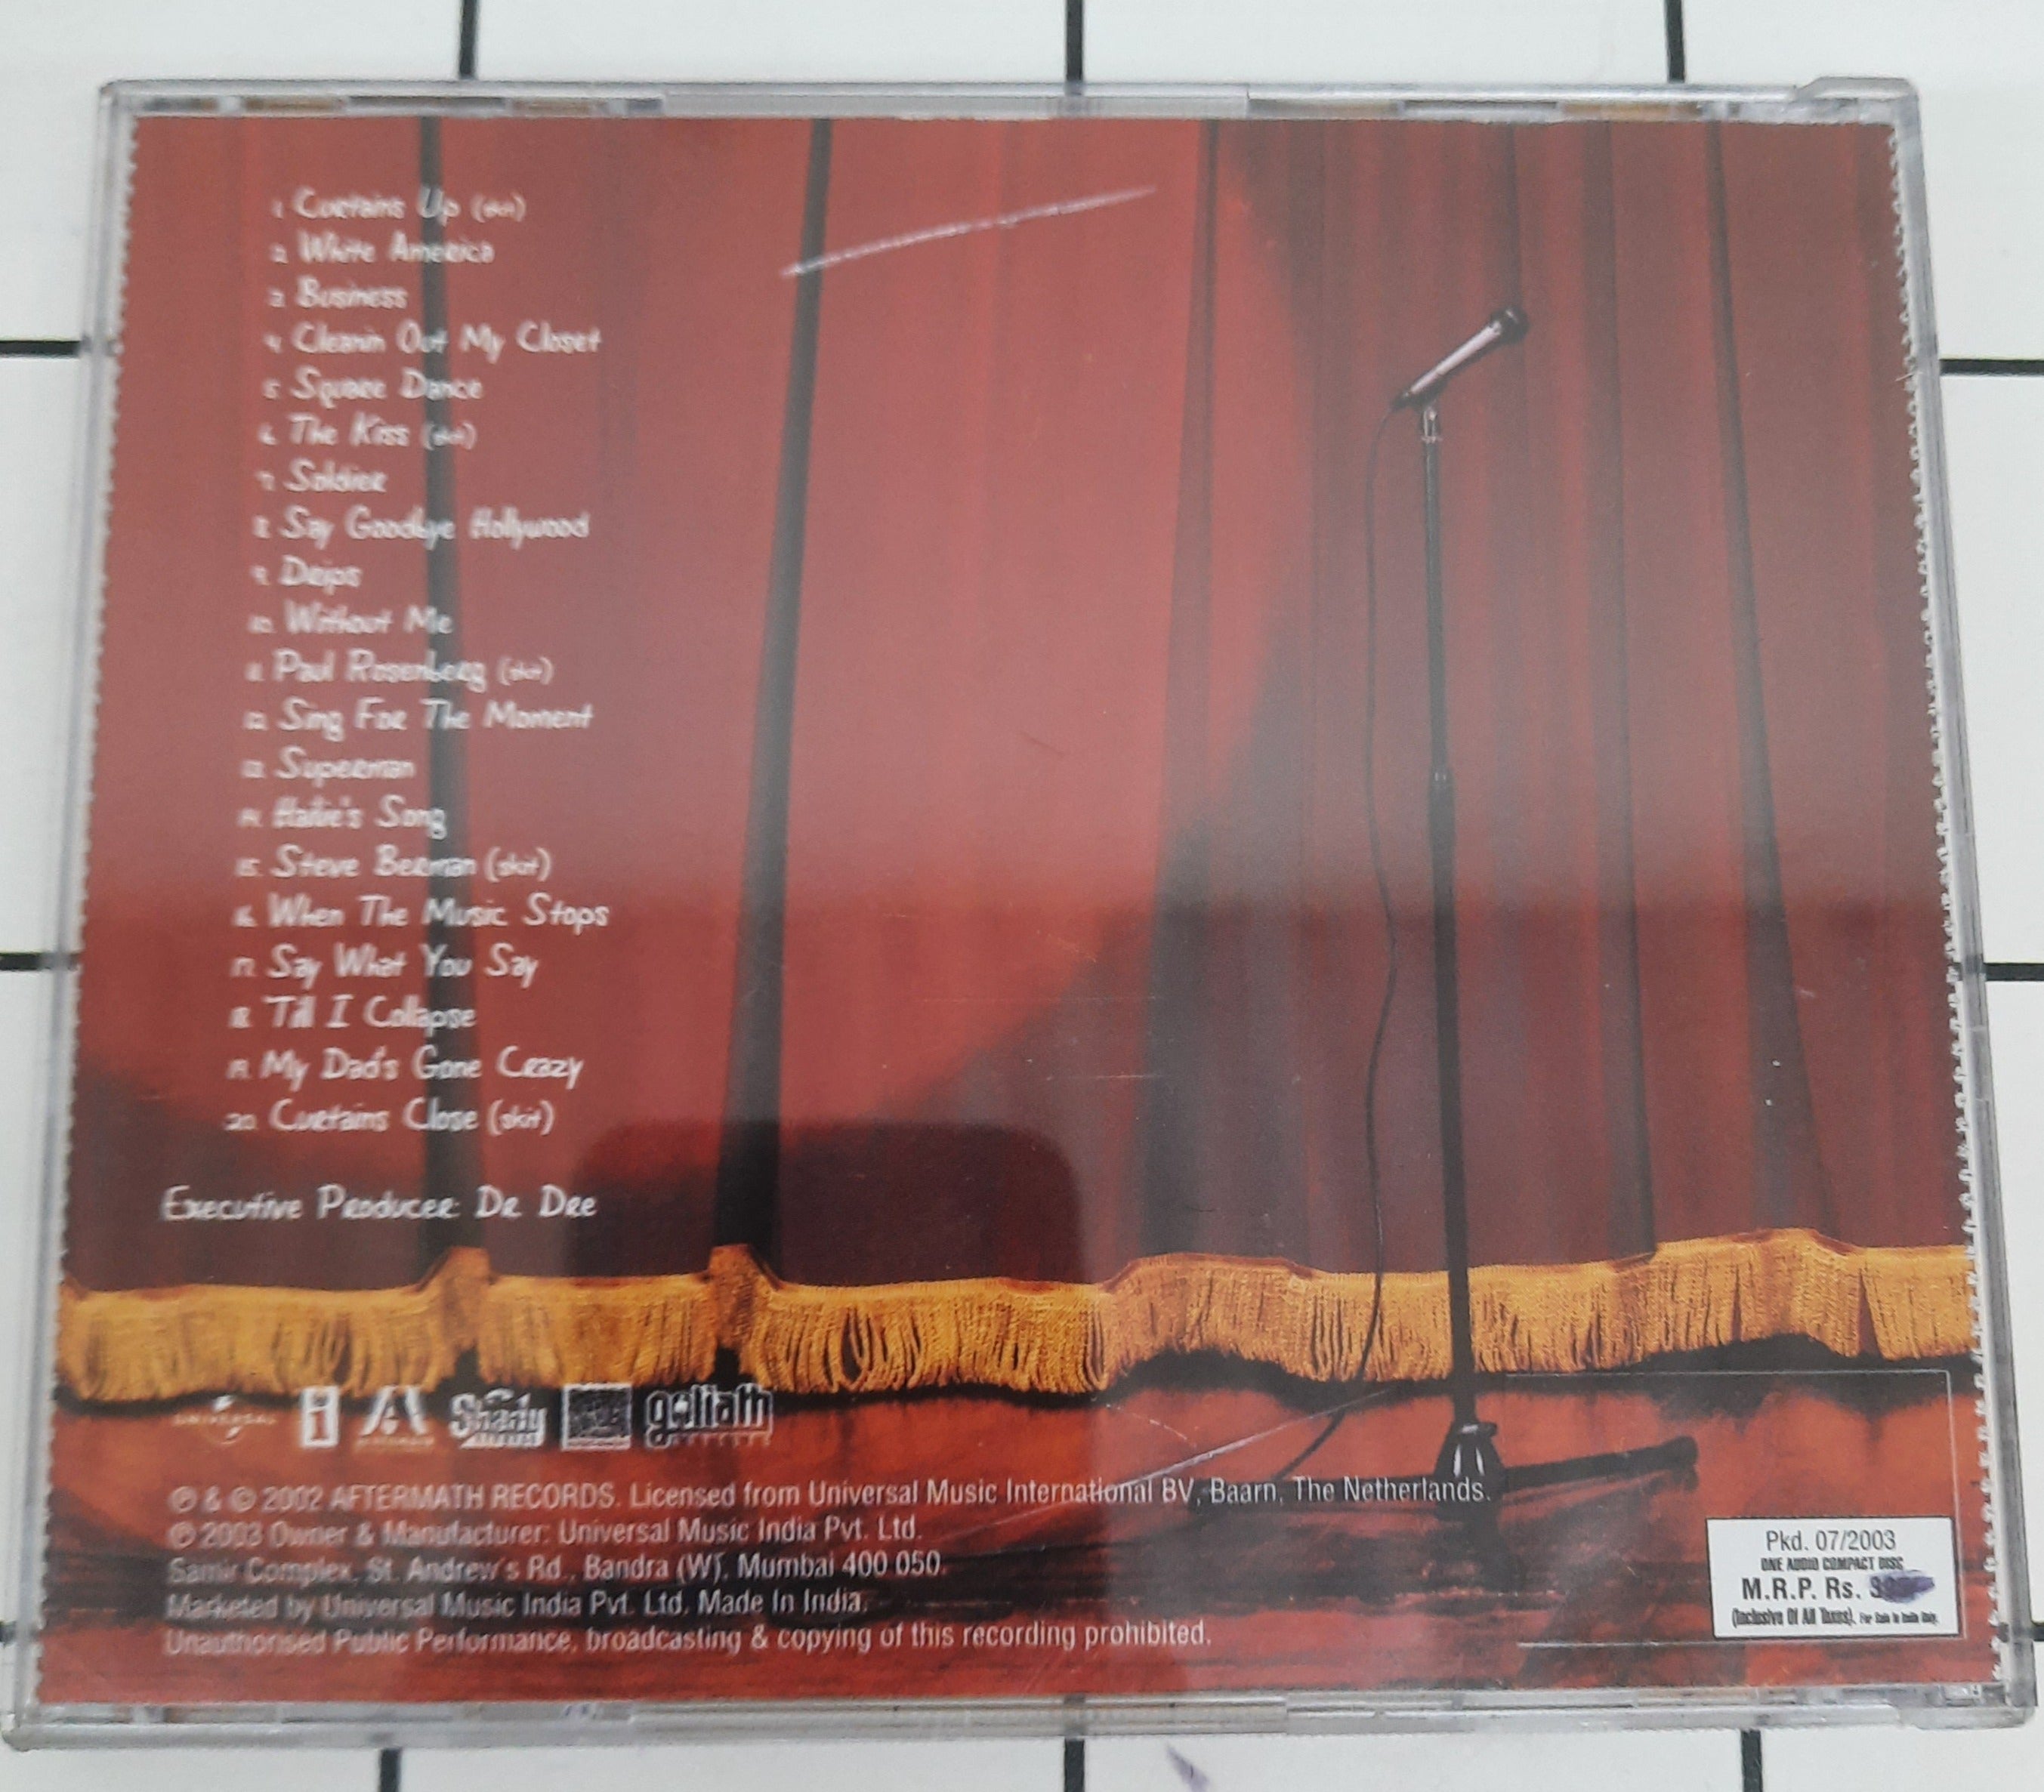 1. Curtains Up (skit)
2. White America
3. Business
4. Cleanin Out My Closet
5. Square Dance
6. The Kiss (skit)
7. Soldier
8. Say Goodbye Hollywood
9. Drips
10. Without Me
11. Paul Rosenberg (skit)
12. Sing For The Moment
13. Superman
14. Hailie's Song
15. Steve Berman (skit)
16. When The Music Stops
17. Say What You Say
18. Till I Collapse
19. My Dad's Gone Crazy
20. Curtains Close (skit)
Executive Producer: Dr. Dre
UNIVERSAL i Shady goliath
℗ & © 2002 AFTERMATH RECORDS. Licensed from Universal Music International BV, Baarn, The Netherlands.
℗ 2003 Owner & Manufacturer: Universal Music India Pvt. Ltd.
Samir Complex, St. Andrew's Rd., Bandra (W), Mumbai 400 050.
Marketed by Universal Music India Pvt. Ltd. Made In India.
Unauthorised Public Performance, broadcasting & copying of this recording prohibited.
Pkd. 07/2003
ONE AUDIO COMPACT DISC
M.R.P. Rs.
(Inclusive Of All Taxes). For Sale In India Only.